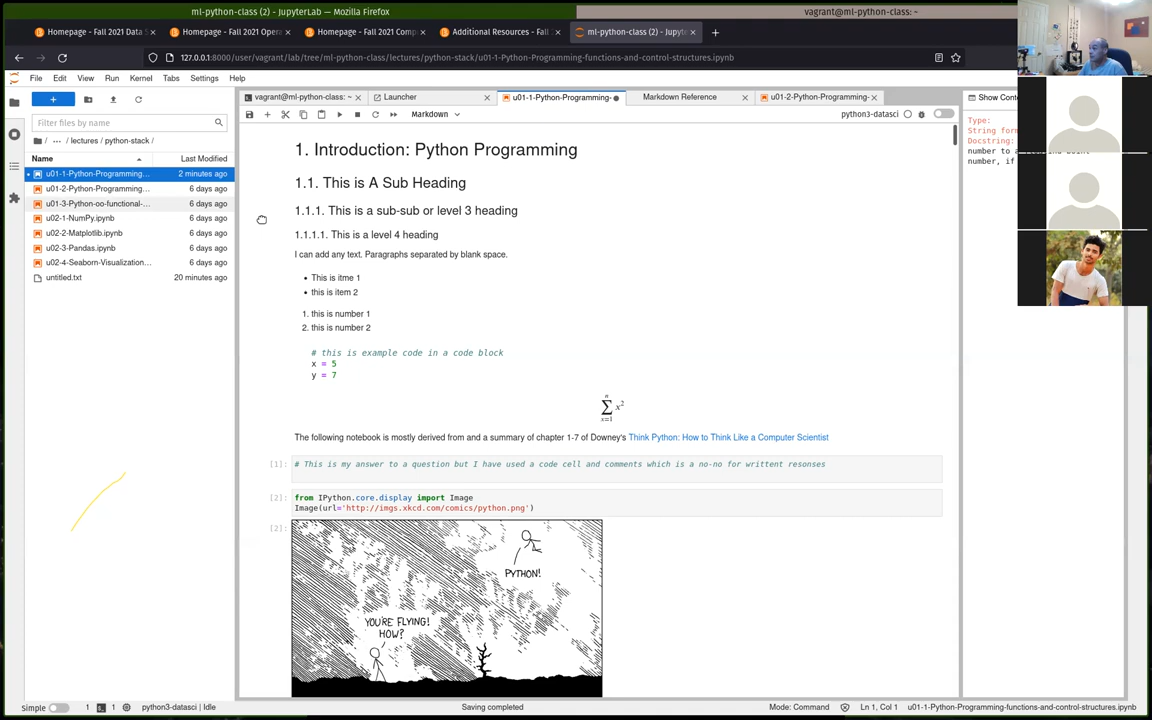 ml-python-class (2) - JupyterLab — Mozilla Firefox
vagrant@ml-python-class: ~
Homepage - Fall 2021 Data S
Homepage - Fall 2021 Opera
Homepage - Fall 2021 Comp
Additional Resources - Fall
ml-python-class (2) - Jupyte
127.0.0.1:8000/user/vagrant/lab/tree/ml-python-class/lectures/python-stack/u01-1-Python-Programming-functions-and-control-structures.ipynb
File Edit View Run Kernel Tabs Settings Help
vagrant@ml-python-class: ~
Launcher
u01-1-Python-Programming-
Markdown Reference
u01-2-Python-Programming-
Show Cont
Markdown
python3-datasci
Filter files by name
/ ... / lectures / python-stack /
Name Last Modified
u01-1-Python-Programming... 2 minutes ago
u01-2-Python-Programming... 6 days ago
u01-3-Python-oo-functional-... 6 days ago
u02-1-NumPy.ipynb 6 days ago
u02-2-Matplotlib.ipynb 6 days ago
u02-3-Pandas.ipynb 6 days ago
u02-4-Seaborn-Visualization... 6 days ago
untitled.txt 20 minutes ago
1. Introduction: Python Programming
1.1. This is A Sub Heading
1.1.1. This is a sub-sub or level 3 heading
1.1.1.1. This is a level 4 heading
I can add any text. Paragraphs separated by blank space.
• This is itme 1
• this is item 2
1. this is number 1
2. this is number 2
# this is example code in a code block
x = 5
y = 7
n
∑ x²
x=1
The following notebook is mostly derived from and a summary of chapter 1-7 of Downey's Think Python: How to Think Like a Computer Scientist
[1]: # This is my answer to a question but I have used a code cell and comments which is a no-no for writtent resonses
[2]: from IPython.core.display import Image
Image(url='http://imgs.xkcd.com/comics/python.png')
[2]:
PYTHON!
YOU'RE FLYING!
HOW?
Type:
String form
Docstring:
number to a
number, if
Simple
1
1
python3-datasci | Idle
Saving completed
Mode: Command
Ln 1, Col 1
u01-1-Python-Programming-functions-and-control-structures.ipynb